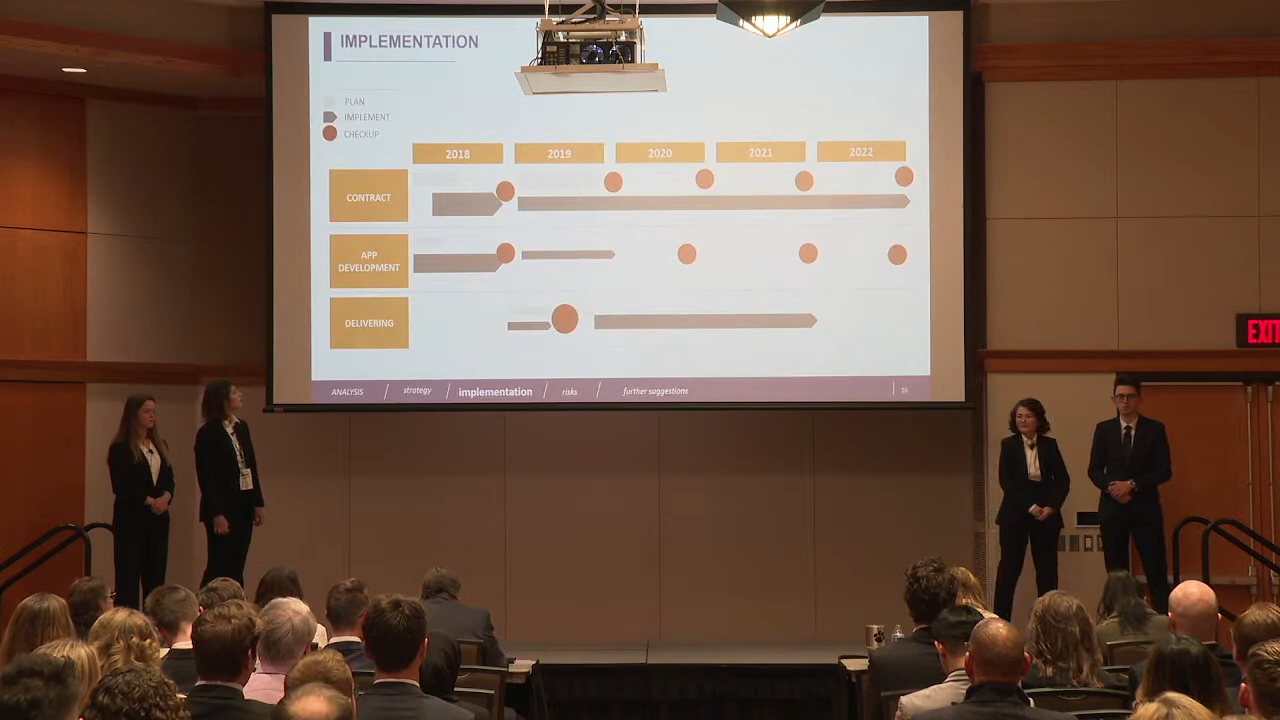 IMPLEMENTATION
PLAN
IMPLEMENT
CHECKUP
2018 2019 2020 2021 2022
CONTRACT
APP
DEVELOPMENT
DELIVERING
ANALYSIS / strategy / implementation / risks / further suggestions
EXIT